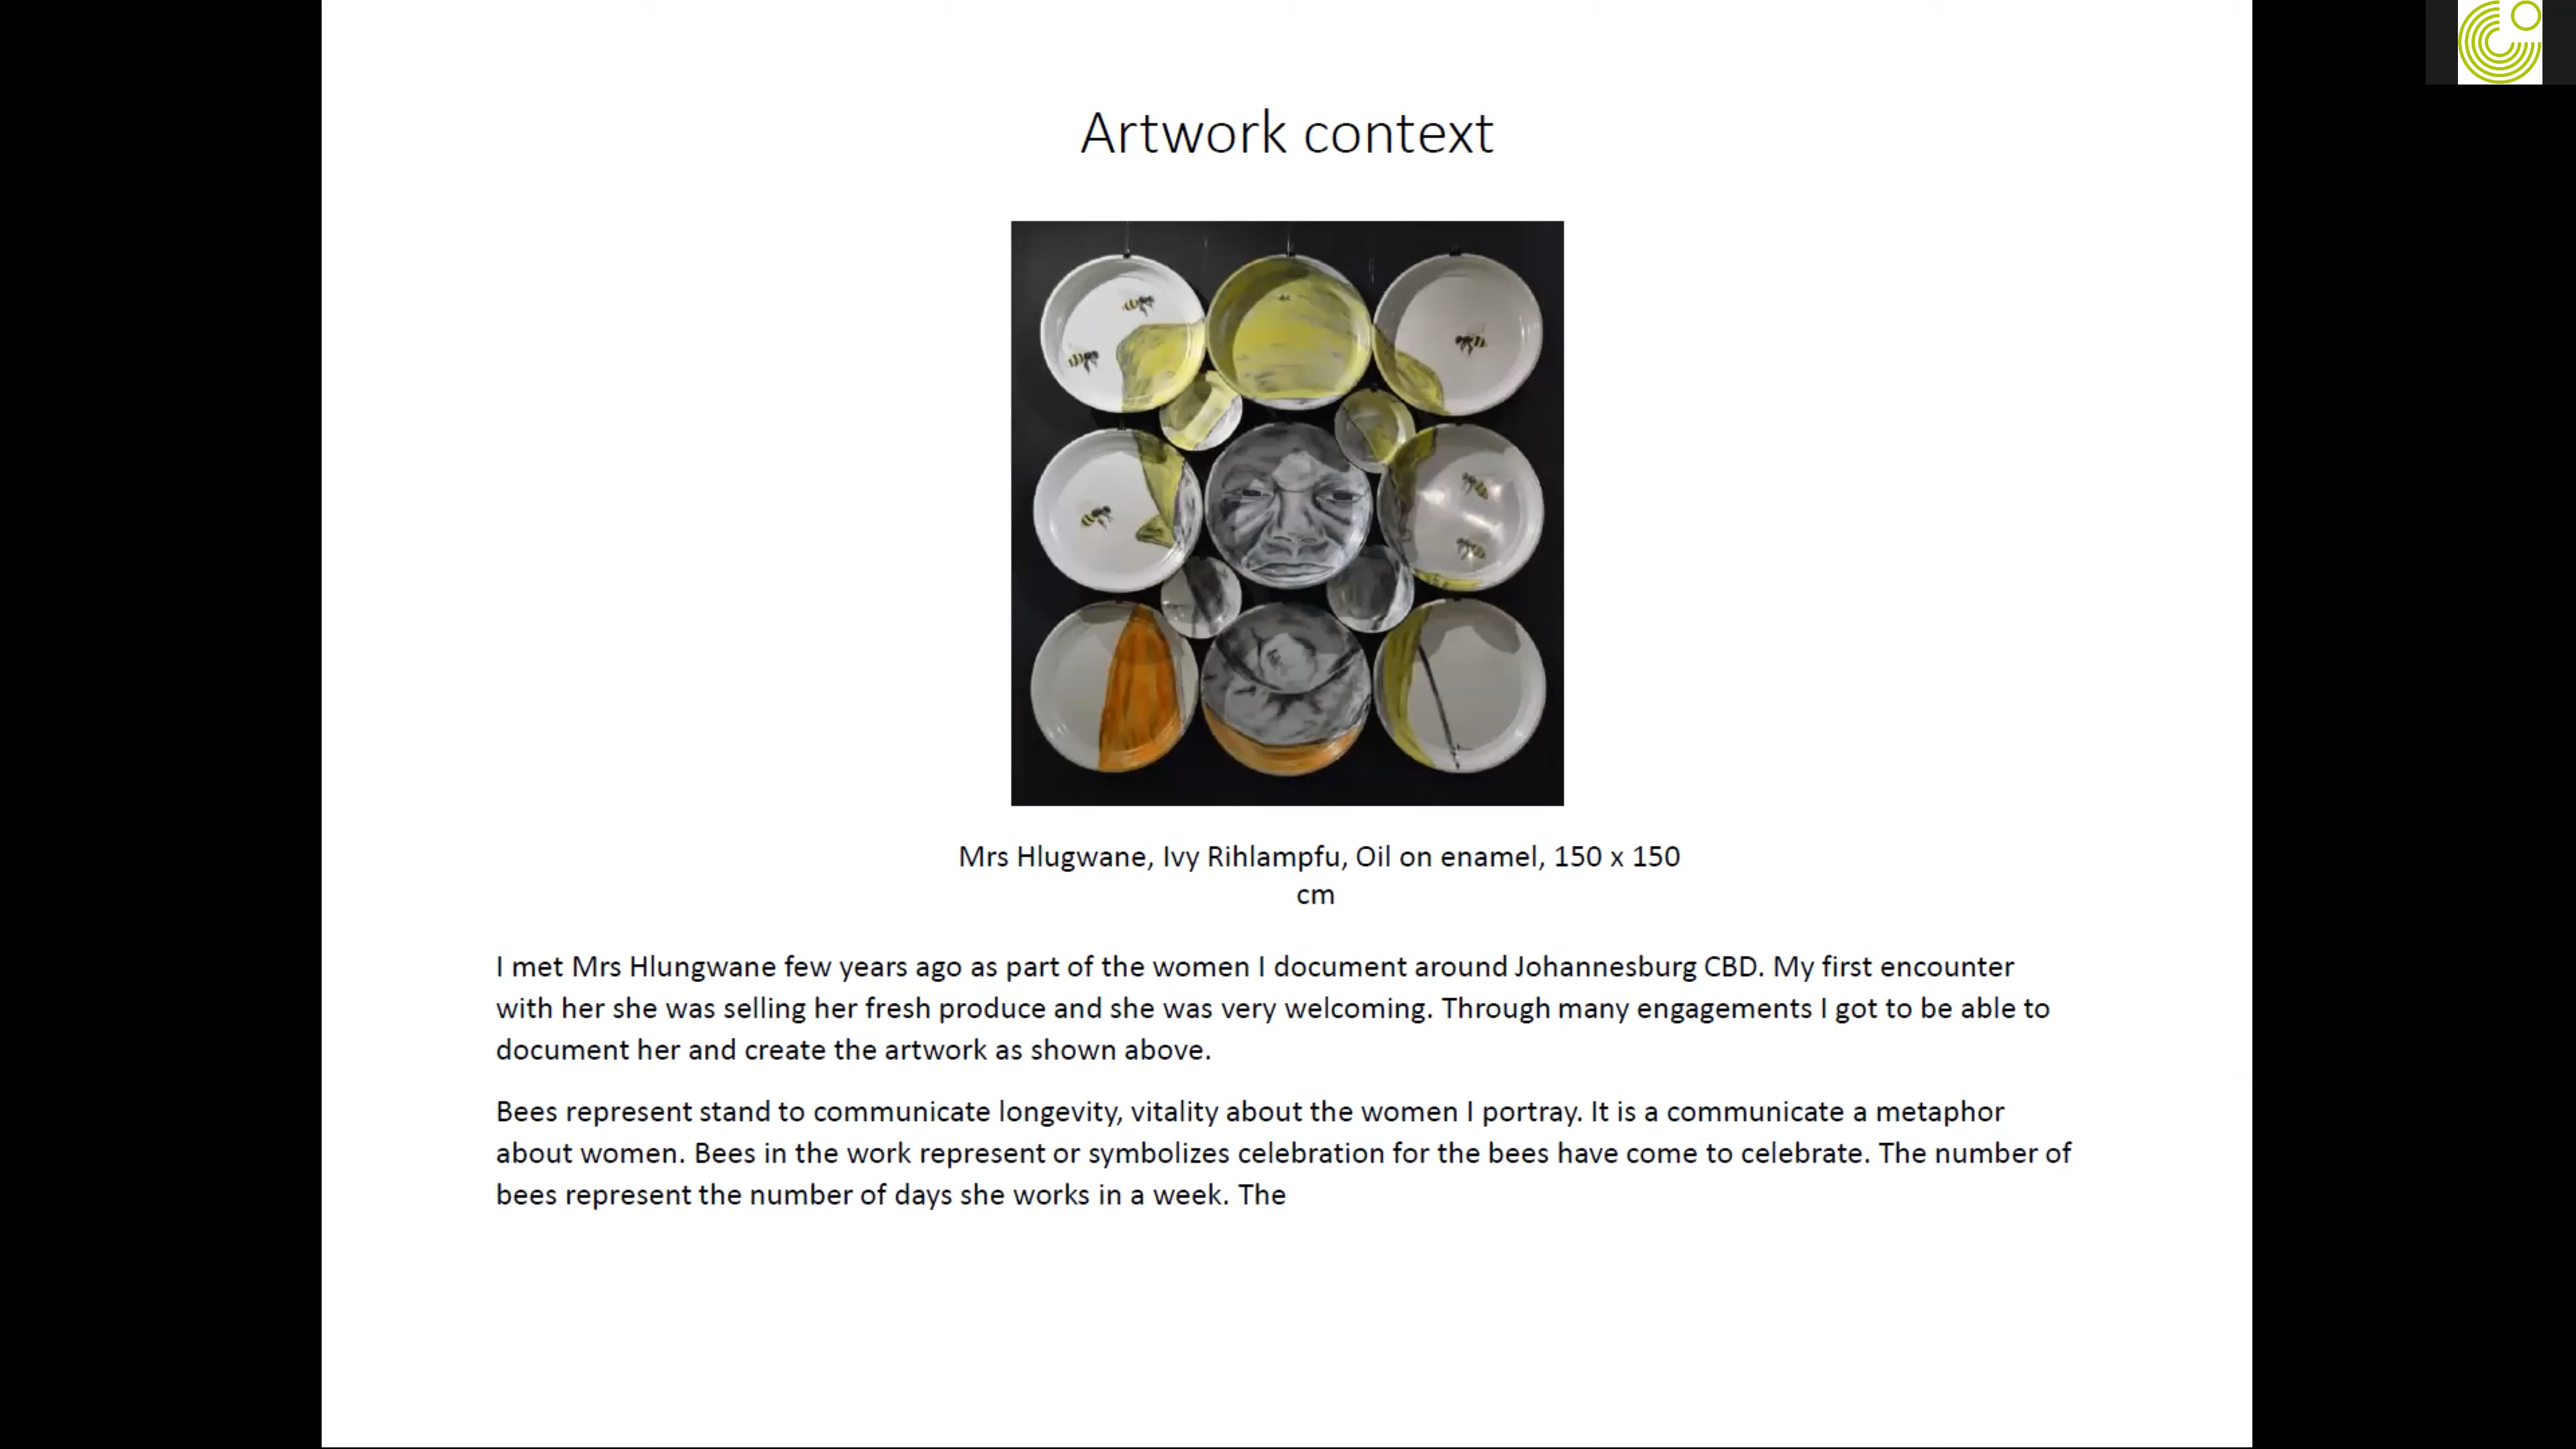 Artwork context
Mrs Hlugwane, Ivy Rihlampfu, Oil on enamel, 150 x 150
cm
I met Mrs Hlungwane few years ago as part of the women I document around Johannesburg CBD. My first encounter
with her she was selling her fresh produce and she was very welcoming. Through many engagements I got to be able to
document her and create the artwork as shown above.
Bees represent stand to communicate longevity, vitality about the women I portray. It is a communicate a metaphor
about women. Bees in the work represent or symbolizes celebration for the bees have come to celebrate. The number of
bees represent the number of days she works in a week. The